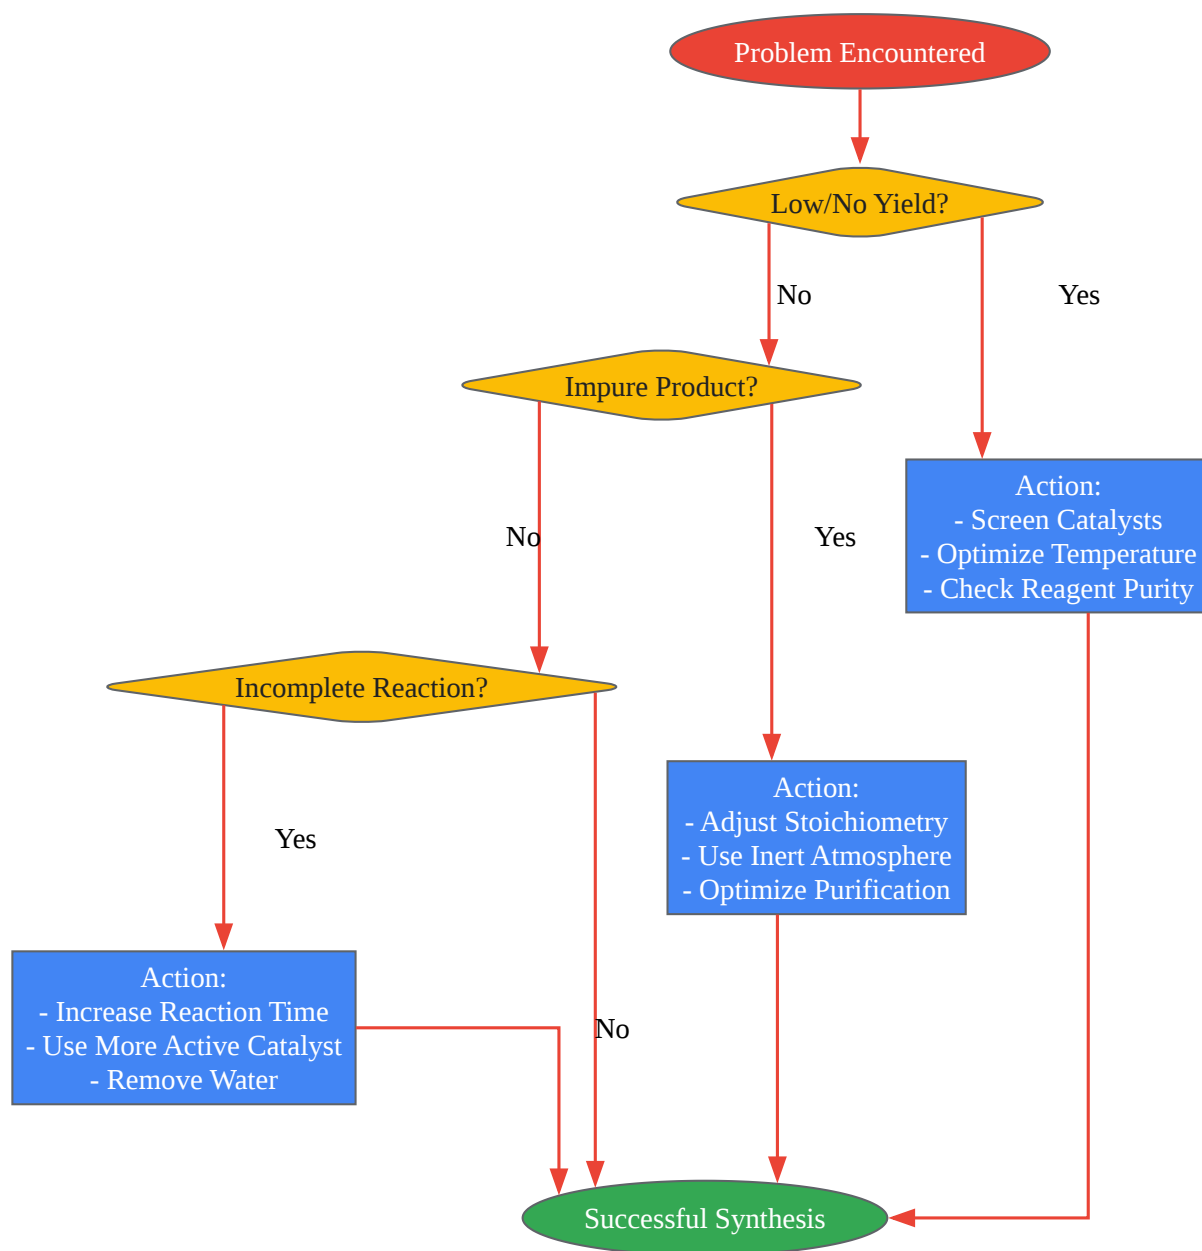 Problem Encountered
Low/No Yield?
No
Yes
Impure Product?
Action:
- Screen Catalysts
- Optimize Temperature
- Check Reagent Purity
No
Yes
Incomplete Reaction?
Action:
- Adjust Stoichiometry
- Use Inert Atmosphere
- Optimize Purification
Yes
Action:
- Increase Reaction Time
- Use More Active Catalyst
- Remove Water
No
Successful Synthesis